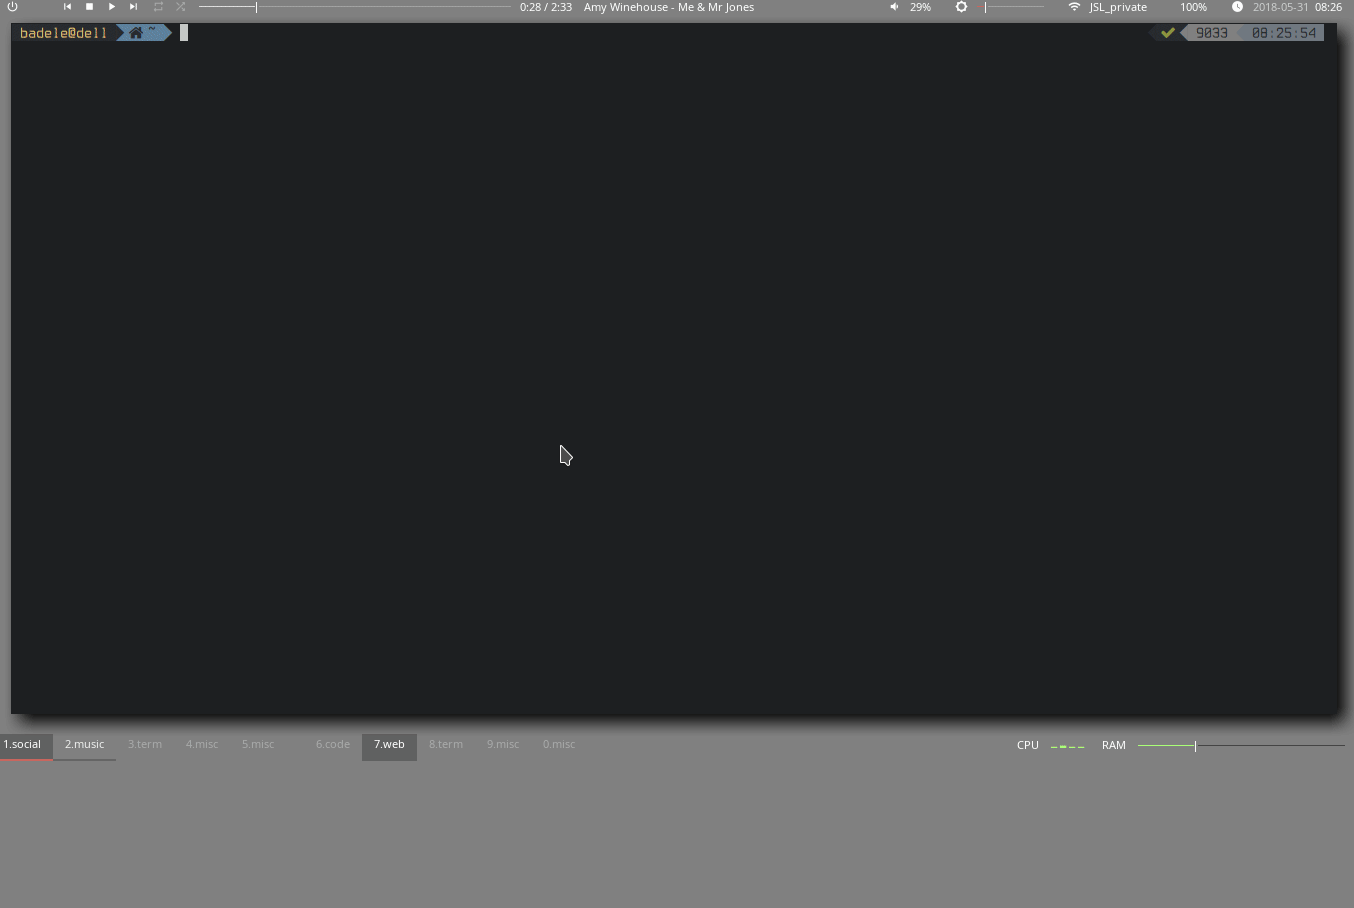 0:28 / 2:33 Amy Winehouse - Me & Mr Jones 29% JSL_private 100% 2018-05-31 08:26
badele@dell ~ 9033 08:25:54
1.social 2.music 3.term 4.misc 5.misc 6.code 7.web 8.term 9.misc 0.misc CPU RAM